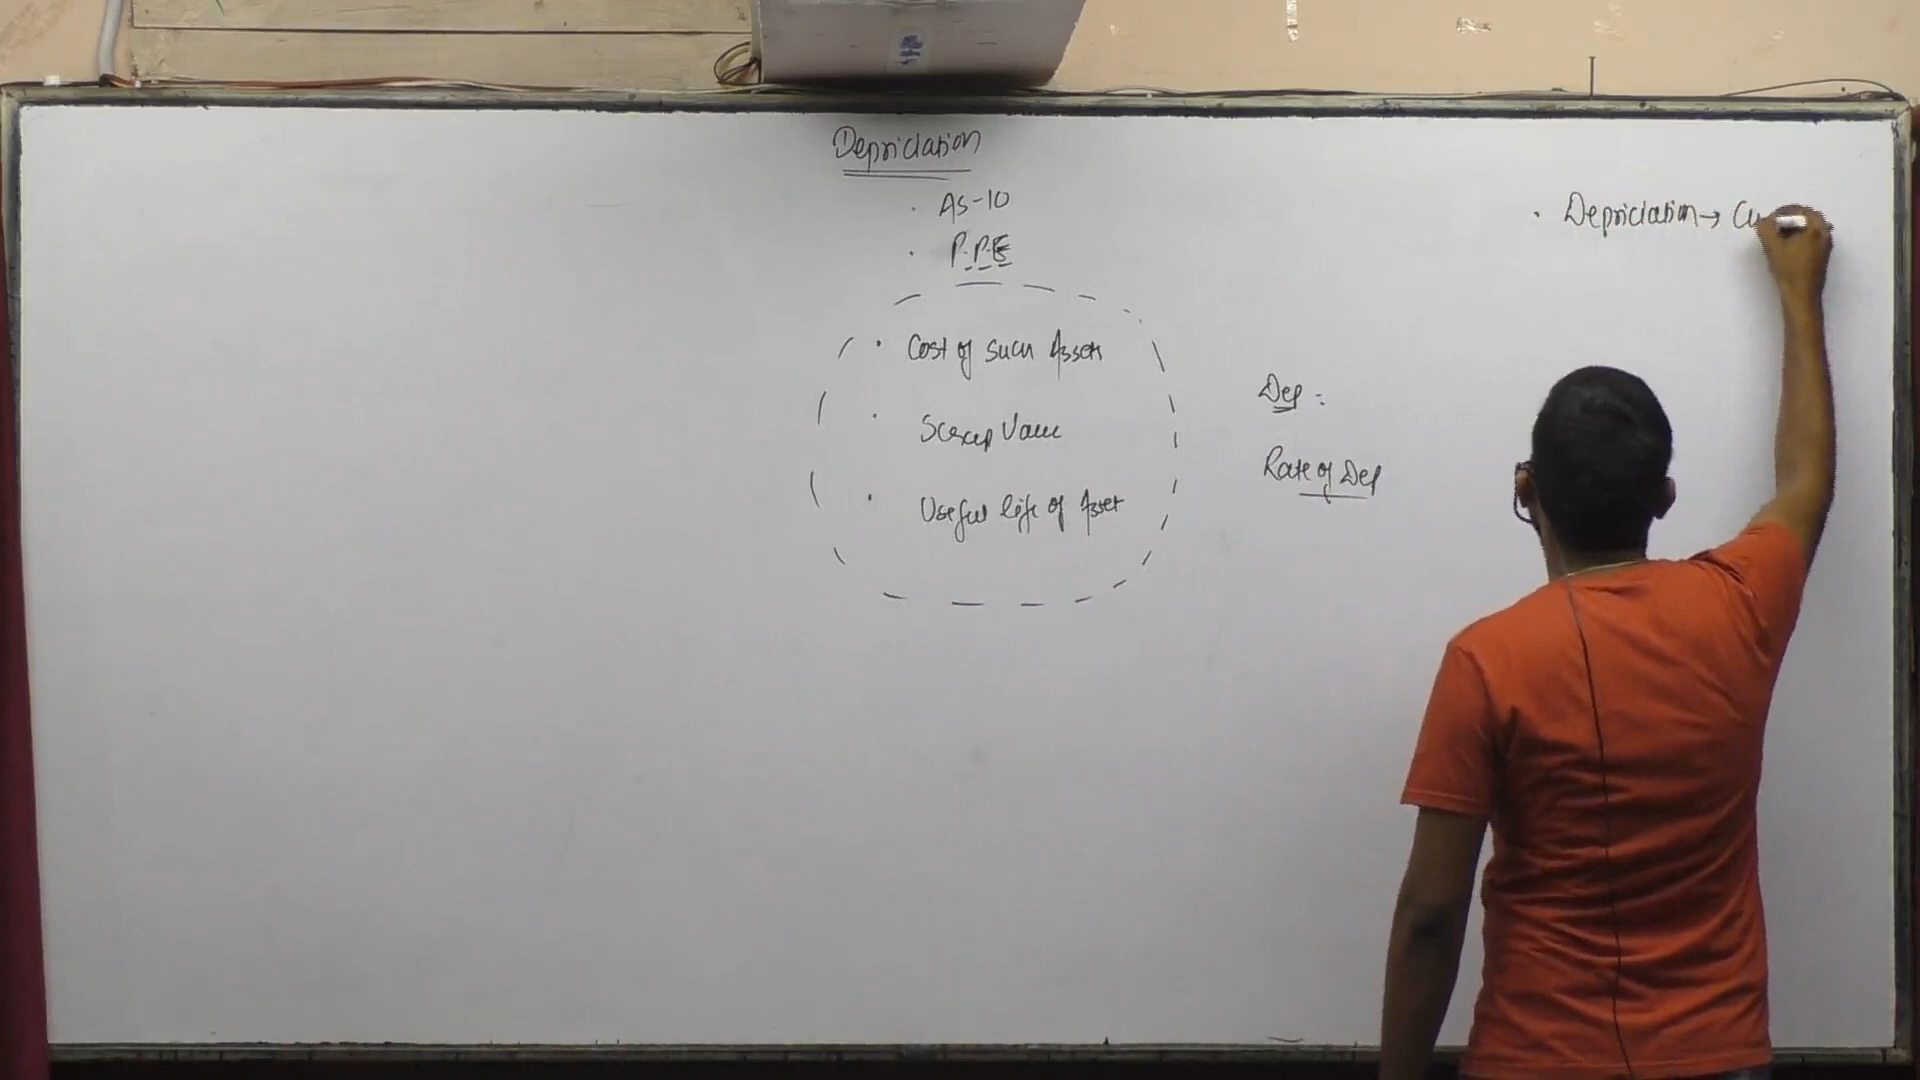 Depriciation
· AS-10
· P.P.E
· Cost of such Assets
· Scrap Value
· Useful life of Asset
Dep :
Rate of Dep
· Depriciation →